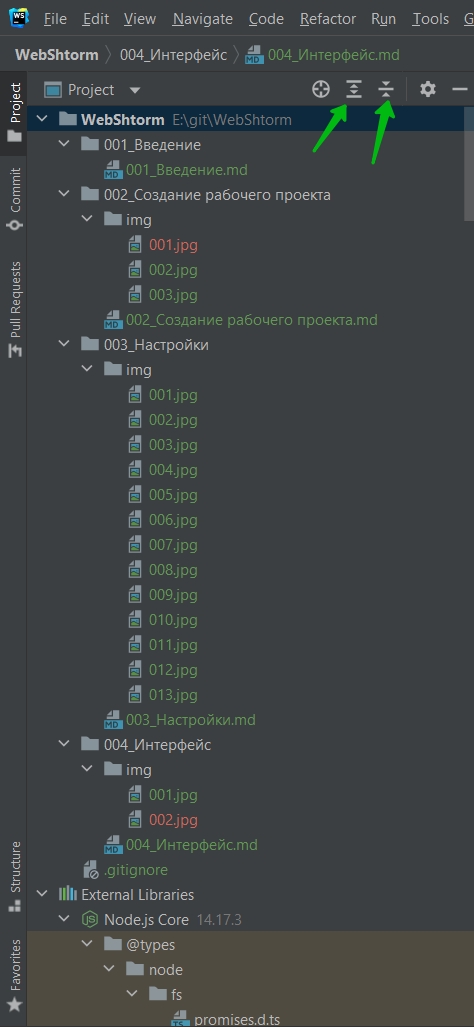 WS File Edit View Navigate Code Refactor Run Tools G
WebShtorm 004_Интерфейс MD 004_Интерфейс.md
Project
Project
Commit
Pull Requests
Structure
Favorites
WebShtorm E:\git\WebShtorm
001_Введение
MD 001_Введение.md
002_Создание рабочего проекта
img
001.jpg
002.jpg
003.jpg
MD 002_Создание рабочего проекта.md
003_Настройки
img
001.jpg
002.jpg
003.jpg
004.jpg
005.jpg
006.jpg
007.jpg
008.jpg
009.jpg
010.jpg
011.jpg
012.jpg
013.jpg
MD 003_Настройки.md
004_Интерфейс
img
001.jpg
002.jpg
MD 004_Интерфейс.md
.gitignore
External Libraries
JS Node.js Core 14.17.3
@types
node
fs
promises.d.ts